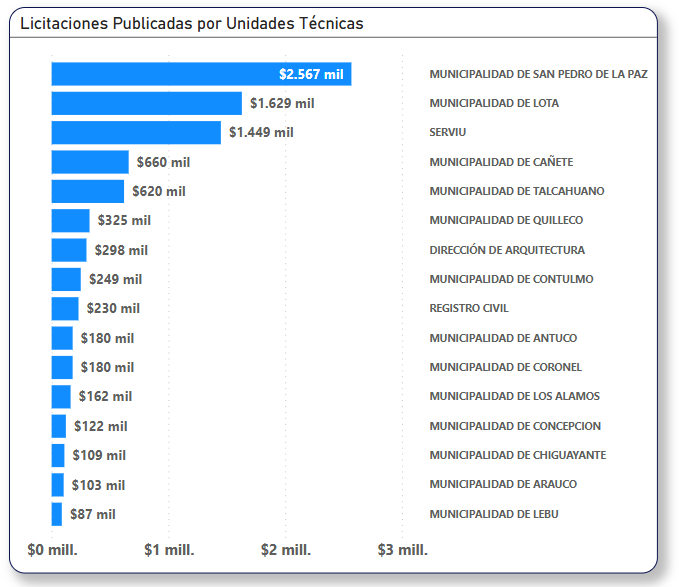 Licitaciones Publicadas por Unidades Técnicas
$2.567 mil MUNICIPALIDAD DE SAN PEDRO DE LA PAZ
$1.629 mil MUNICIPALIDAD DE LOTA
$1.449 mil SERVIU
$660 mil MUNICIPALIDAD DE CAÑETE
$620 mil MUNICIPALIDAD DE TALCAHUANO
$325 mil MUNICIPALIDAD DE QUILLECO
$298 mil DIRECCIÓN DE ARQUITECTURA
$249 mil MUNICIPALIDAD DE CONTULMO
$230 mil REGISTRO CIVIL
$180 mil MUNICIPALIDAD DE ANTUCO
$180 mil MUNICIPALIDAD DE CORONEL
$162 mil MUNICIPALIDAD DE LOS ALAMOS
$122 mil MUNICIPALIDAD DE CONCEPCION
$109 mil MUNICIPALIDAD DE CHIGUAYANTE
$103 mil MUNICIPALIDAD DE ARAUCO
$87 mil MUNICIPALIDAD DE LEBU
$0 mill. $1 mill. $2 mill. $3 mill.